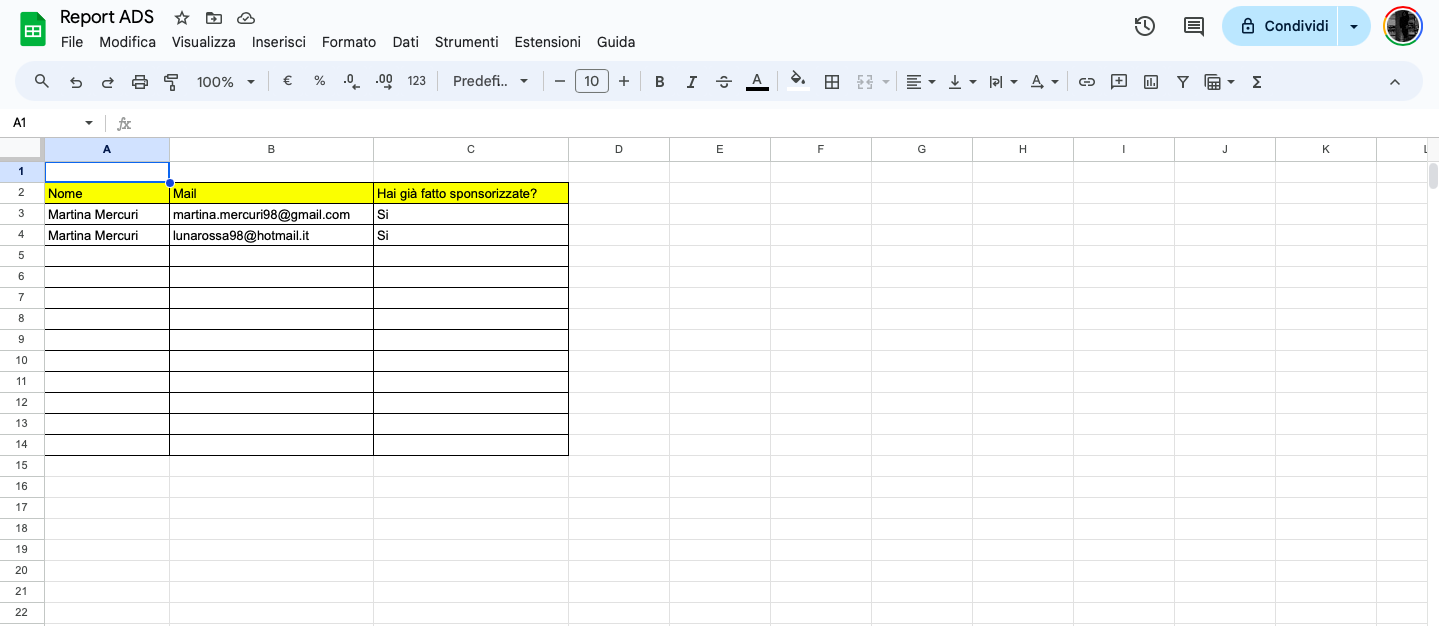 Report ADS
File Modifica Visualizza Inserisci Formato Dati Strumenti Estensioni Guida
Condividi
100% € % .0 .00 123 Predefi... 10 B I A A Σ
A1 fx
A B C D E F G H I J K L
1
2 Nome Mail Hai già fatto sponsorizzate?
3 Martina Mercuri martina.mercuri98@gmail.com Si
4 Martina Mercuri lunarossa98@hotmail.it Si
5
6
7
8
9
10
11
12
13
14
15
16
17
18
19
20
21
22